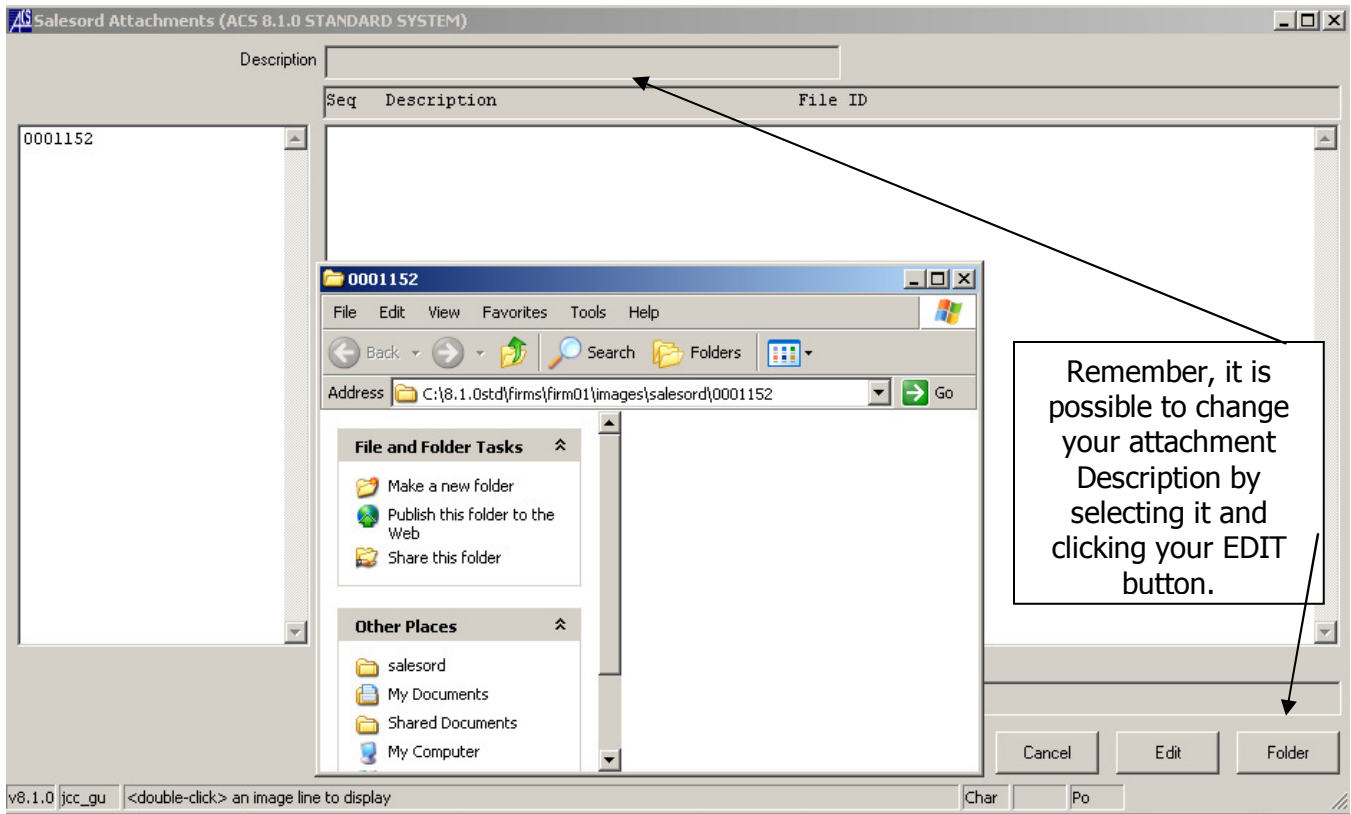 ACS Salesord Attachments (ACS 8.1.0 STANDARD SYSTEM)
Description
Seq Description File ID
0001152
0001152
File Edit View Favorites Tools Help
Back Search Folders
Address C:\8.1.0std\firms\firm01\images\salesord\0001152 Go
File and Folder Tasks
Make a new folder
Publish this folder to the
Web
Share this folder
Other Places
salesord
My Documents
Shared Documents
My Computer
Remember, it is
possible to change
your attachment
Description by
selecting it and
clicking your EDIT
button.
Cancel Edit Folder
v8.1.0 jcc_gu <double-click> an image line to display Char Po